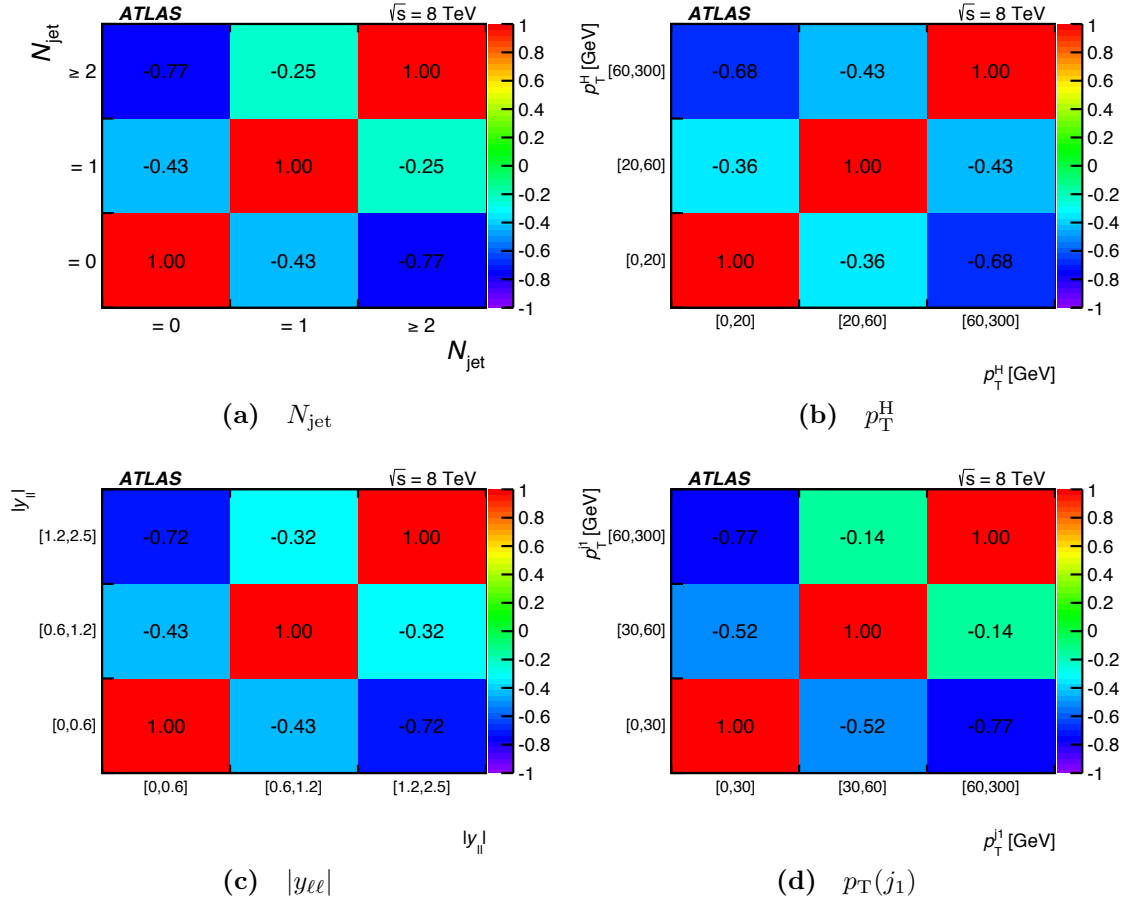 ATLAS √s = 8 TeV
N_jet
≥ 2 -0.77 -0.25 1.00
= 1 -0.43 1.00 -0.25
= 0 1.00 -0.43 -0.77
= 0 = 1 ≥ 2
N_jet
1
0.8
0.6
0.4
0.2
0
-0.2
-0.4
-0.6
-0.8
-1
(a) N_jet
ATLAS √s = 8 TeV
p_T^H [GeV]
[60,300] -0.68 -0.43 1.00
[20,60] -0.36 1.00 -0.43
[0,20] 1.00 -0.36 -0.68
[0,20] [20,60] [60,300]
p_T^H [GeV]
1
0.8
0.6
0.4
0.2
0
-0.2
-0.4
-0.6
-0.8
-1
(b) p_T^H
ATLAS √s = 8 TeV
|y_ll|
[1.2,2.5] -0.72 -0.32 1.00
[0.6,1.2] -0.43 1.00 -0.32
[0,0.6] 1.00 -0.43 -0.72
[0,0.6] [0.6,1.2] [1.2,2.5]
|y_ll|
1
0.8
0.6
0.4
0.2
0
-0.2
-0.4
-0.6
-0.8
-1
(c) |y_ℓℓ|
ATLAS √s = 8 TeV
p_T^j1 [GeV]
[60,300] -0.77 -0.14 1.00
[30,60] -0.52 1.00 -0.14
[0,30] 1.00 -0.52 -0.77
[0,30] [30,60] [60,300]
p_T^j1 [GeV]
1
0.8
0.6
0.4
0.2
0
-0.2
-0.4
-0.6
-0.8
-1
(d) p_T(j_1)